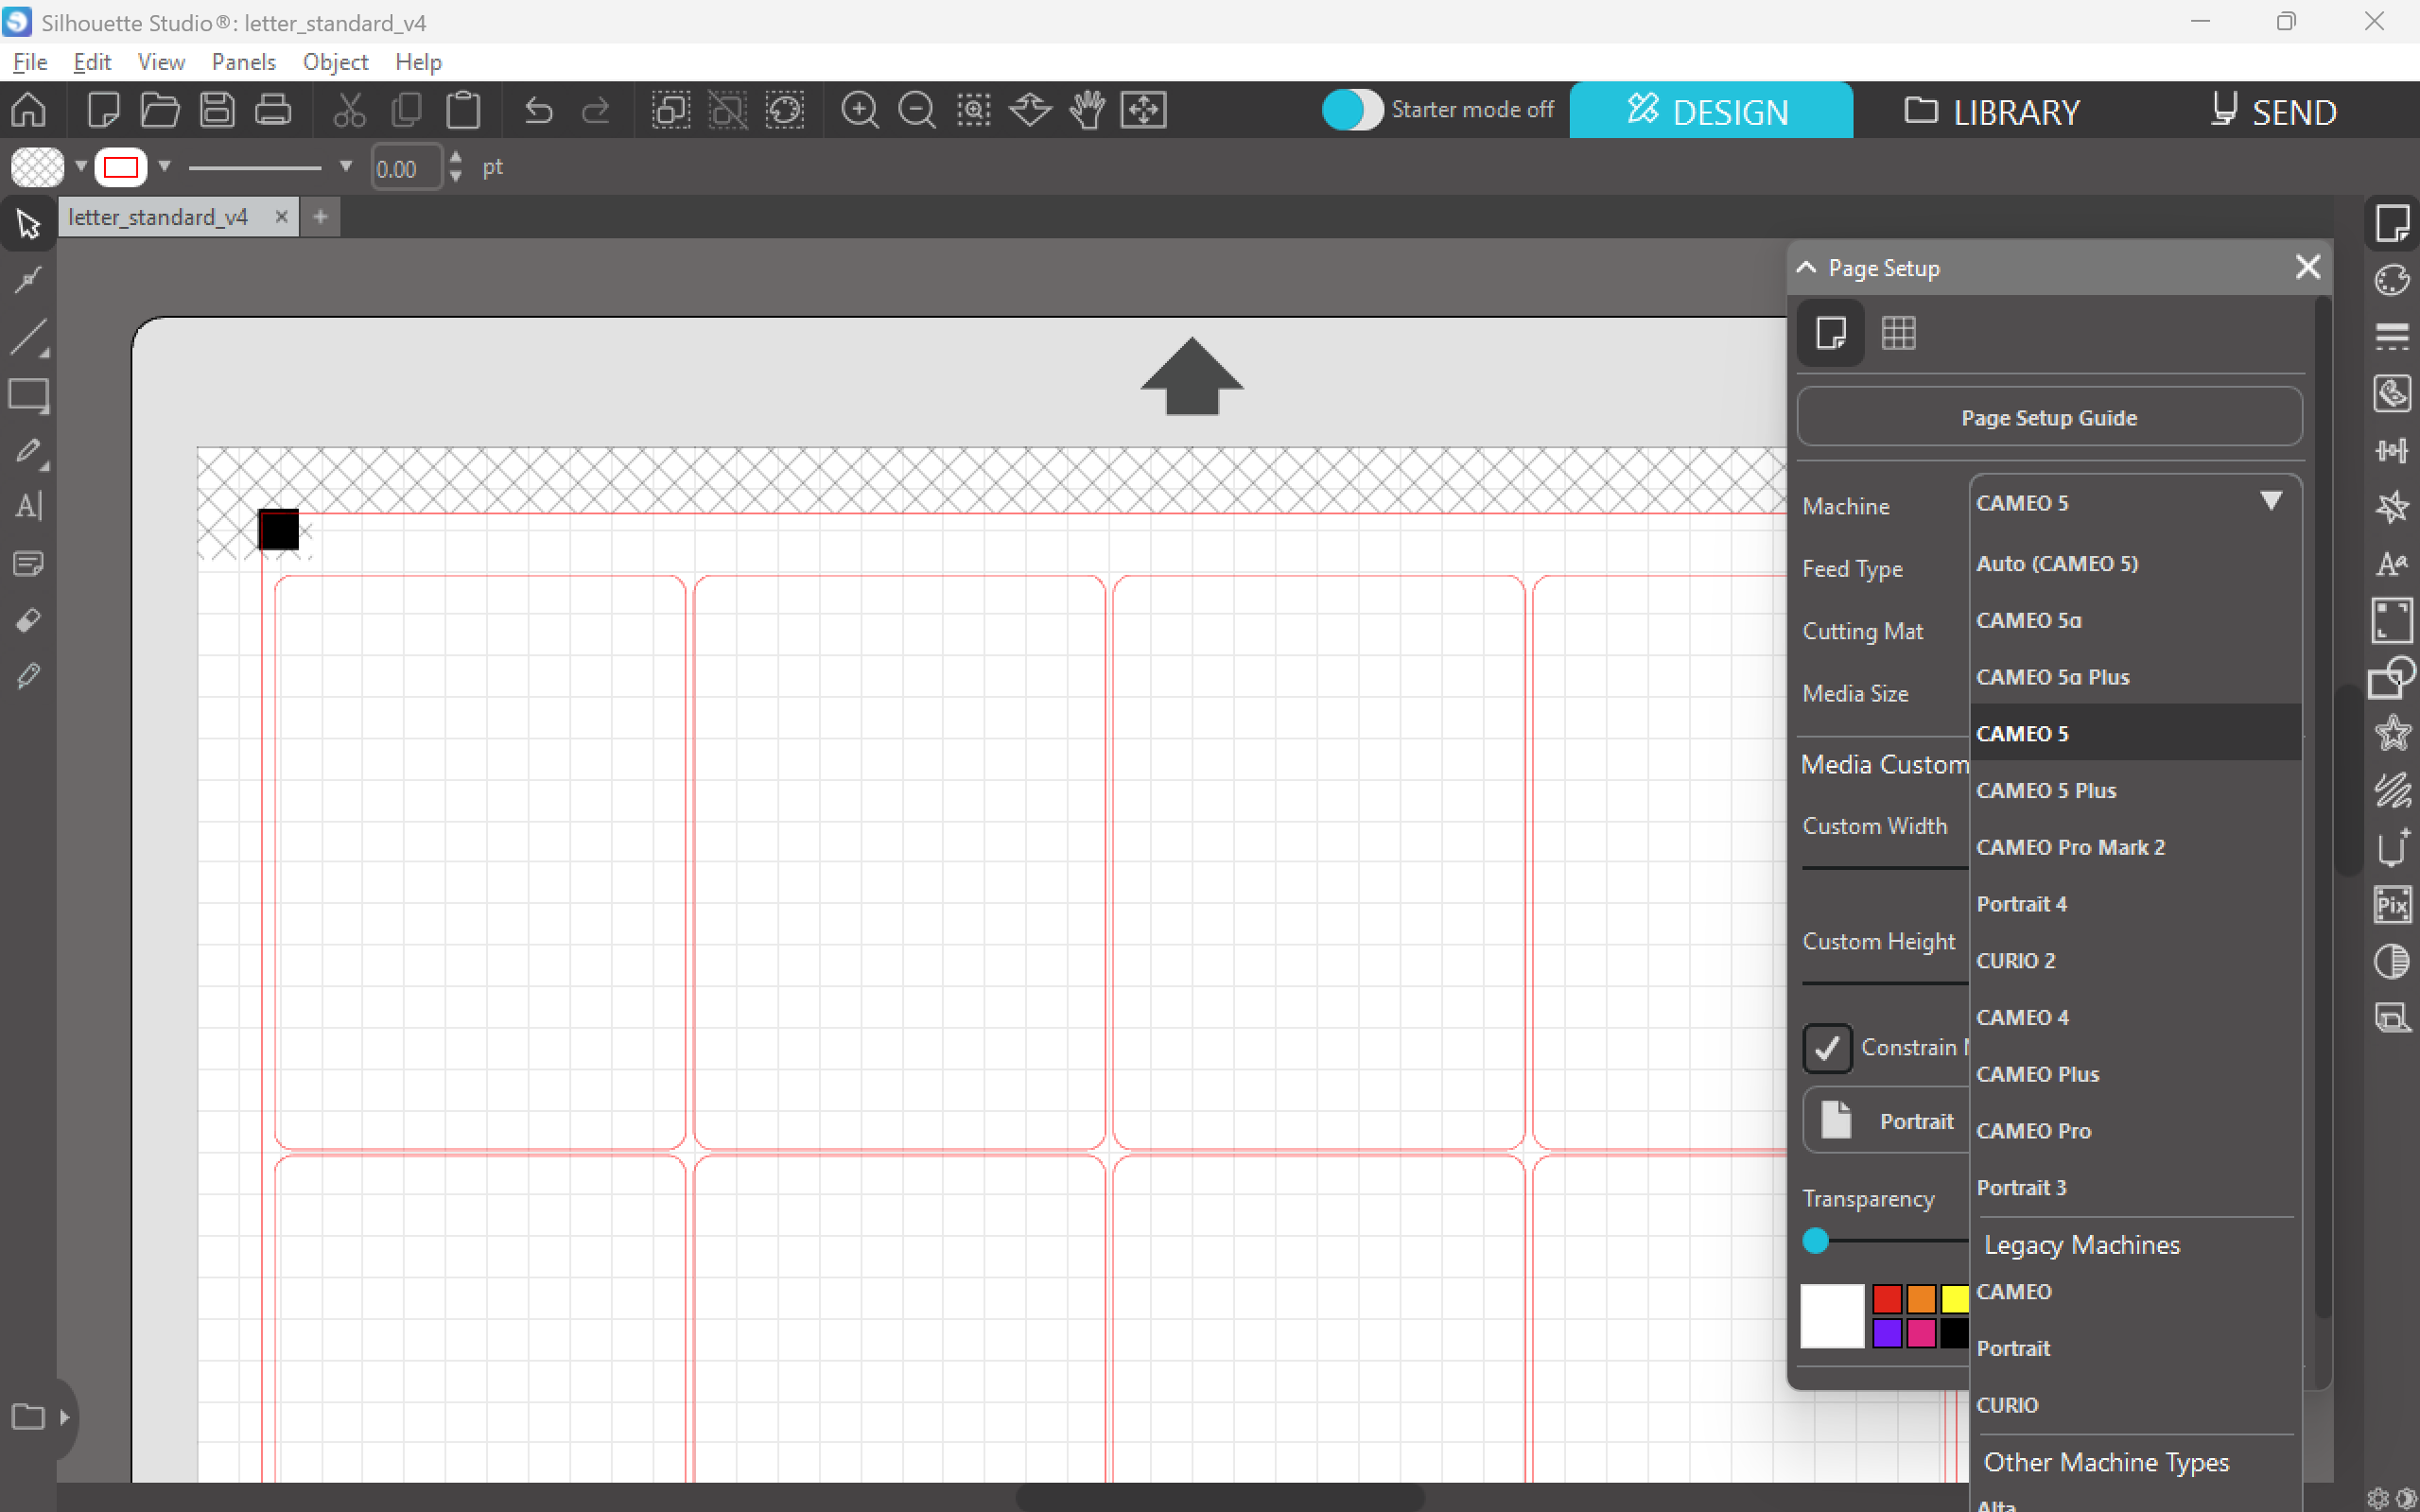 Silhouette Studio®: letter_standard_v4
File Edit View Panels Object Help
Starter mode off
DESIGN
LIBRARY
SEND
0.00 pt
letter_standard_v4
Page Setup
Page Setup Guide
Machine
CAMEO 5
Feed Type
Cutting Mat
Media Size
Media Custom
Custom Width
Custom Height
Constrain
Portrait
Transparency
Auto (CAMEO 5)
CAMEO 5α
CAMEO 5α Plus
CAMEO 5
CAMEO 5 Plus
CAMEO Pro Mark 2
Portrait 4
CURIO 2
CAMEO 4
CAMEO Plus
CAMEO Pro
Portrait 3
Legacy Machines
CAMEO
Portrait
CURIO
Other Machine Types
Alta
A
Aa
Pix